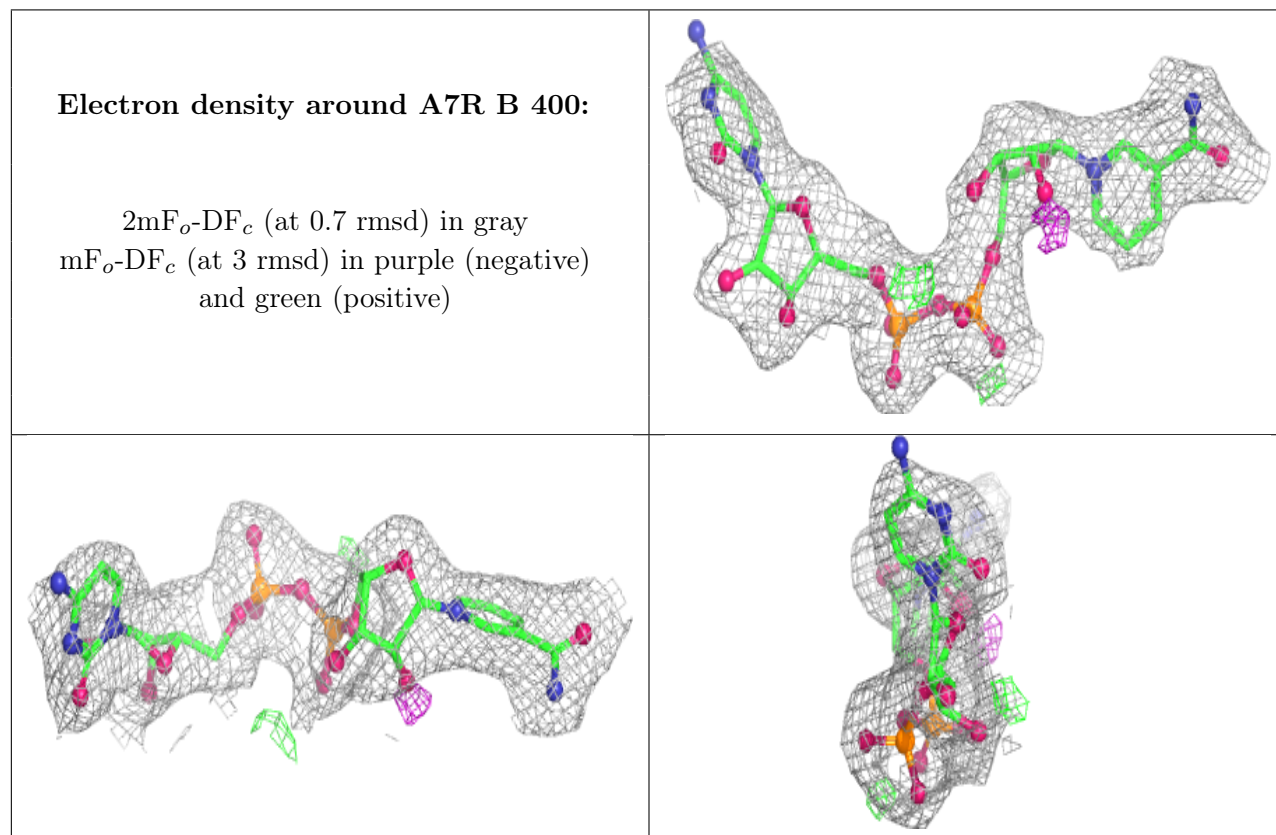 Electron density around A7R B 400:
2mFo-DFc (at 0.7 rmsd) in gray
mFo-DFc (at 3 rmsd) in purple (negative)
and green (positive)